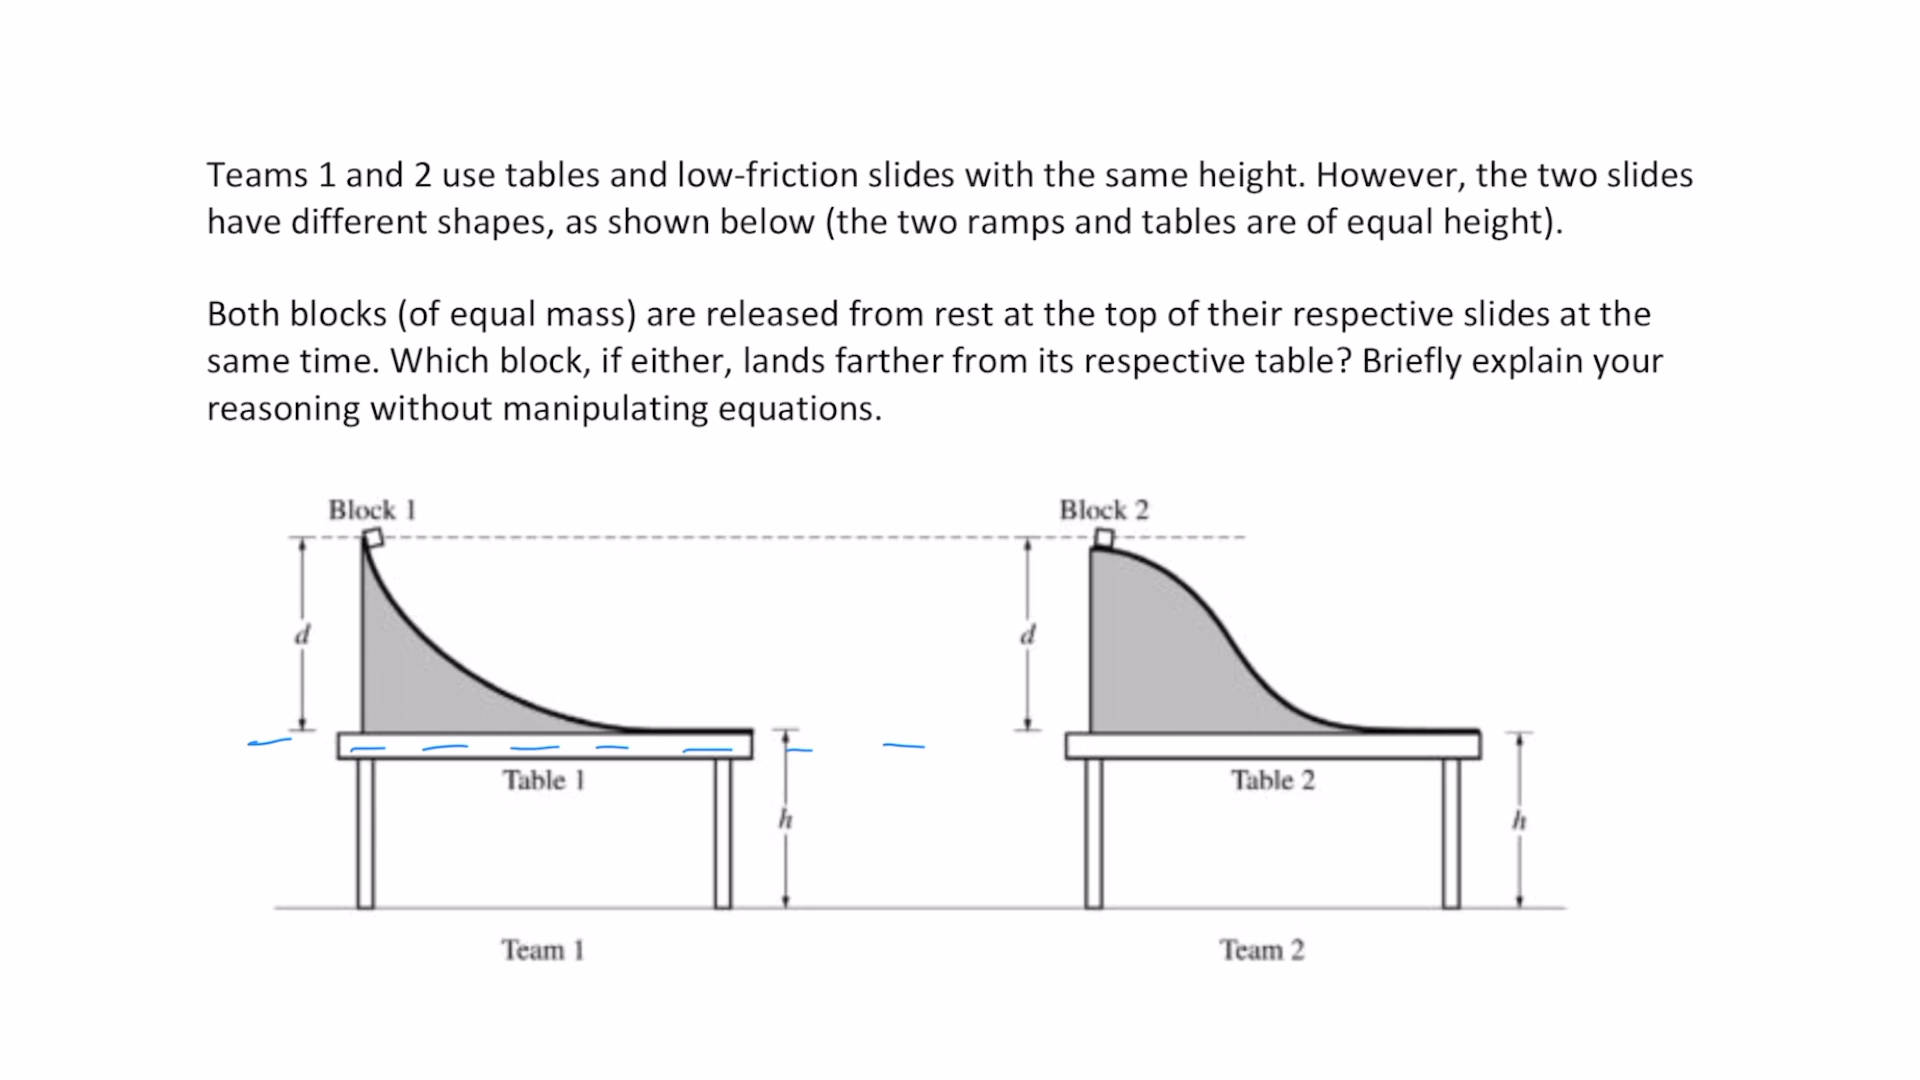 Teams 1 and 2 use tables and low-friction slides with the same height. However, the two slides
have different shapes, as shown below (the two ramps and tables are of equal height).
Both blocks (of equal mass) are released from rest at the top of their respective slides at the
same time. Which block, if either, lands farther from its respective table? Briefly explain your
reasoning without manipulating equations.
Block 1
Block 2
d
d
Table 1
Table 2
h
h
Team 1
Team 2